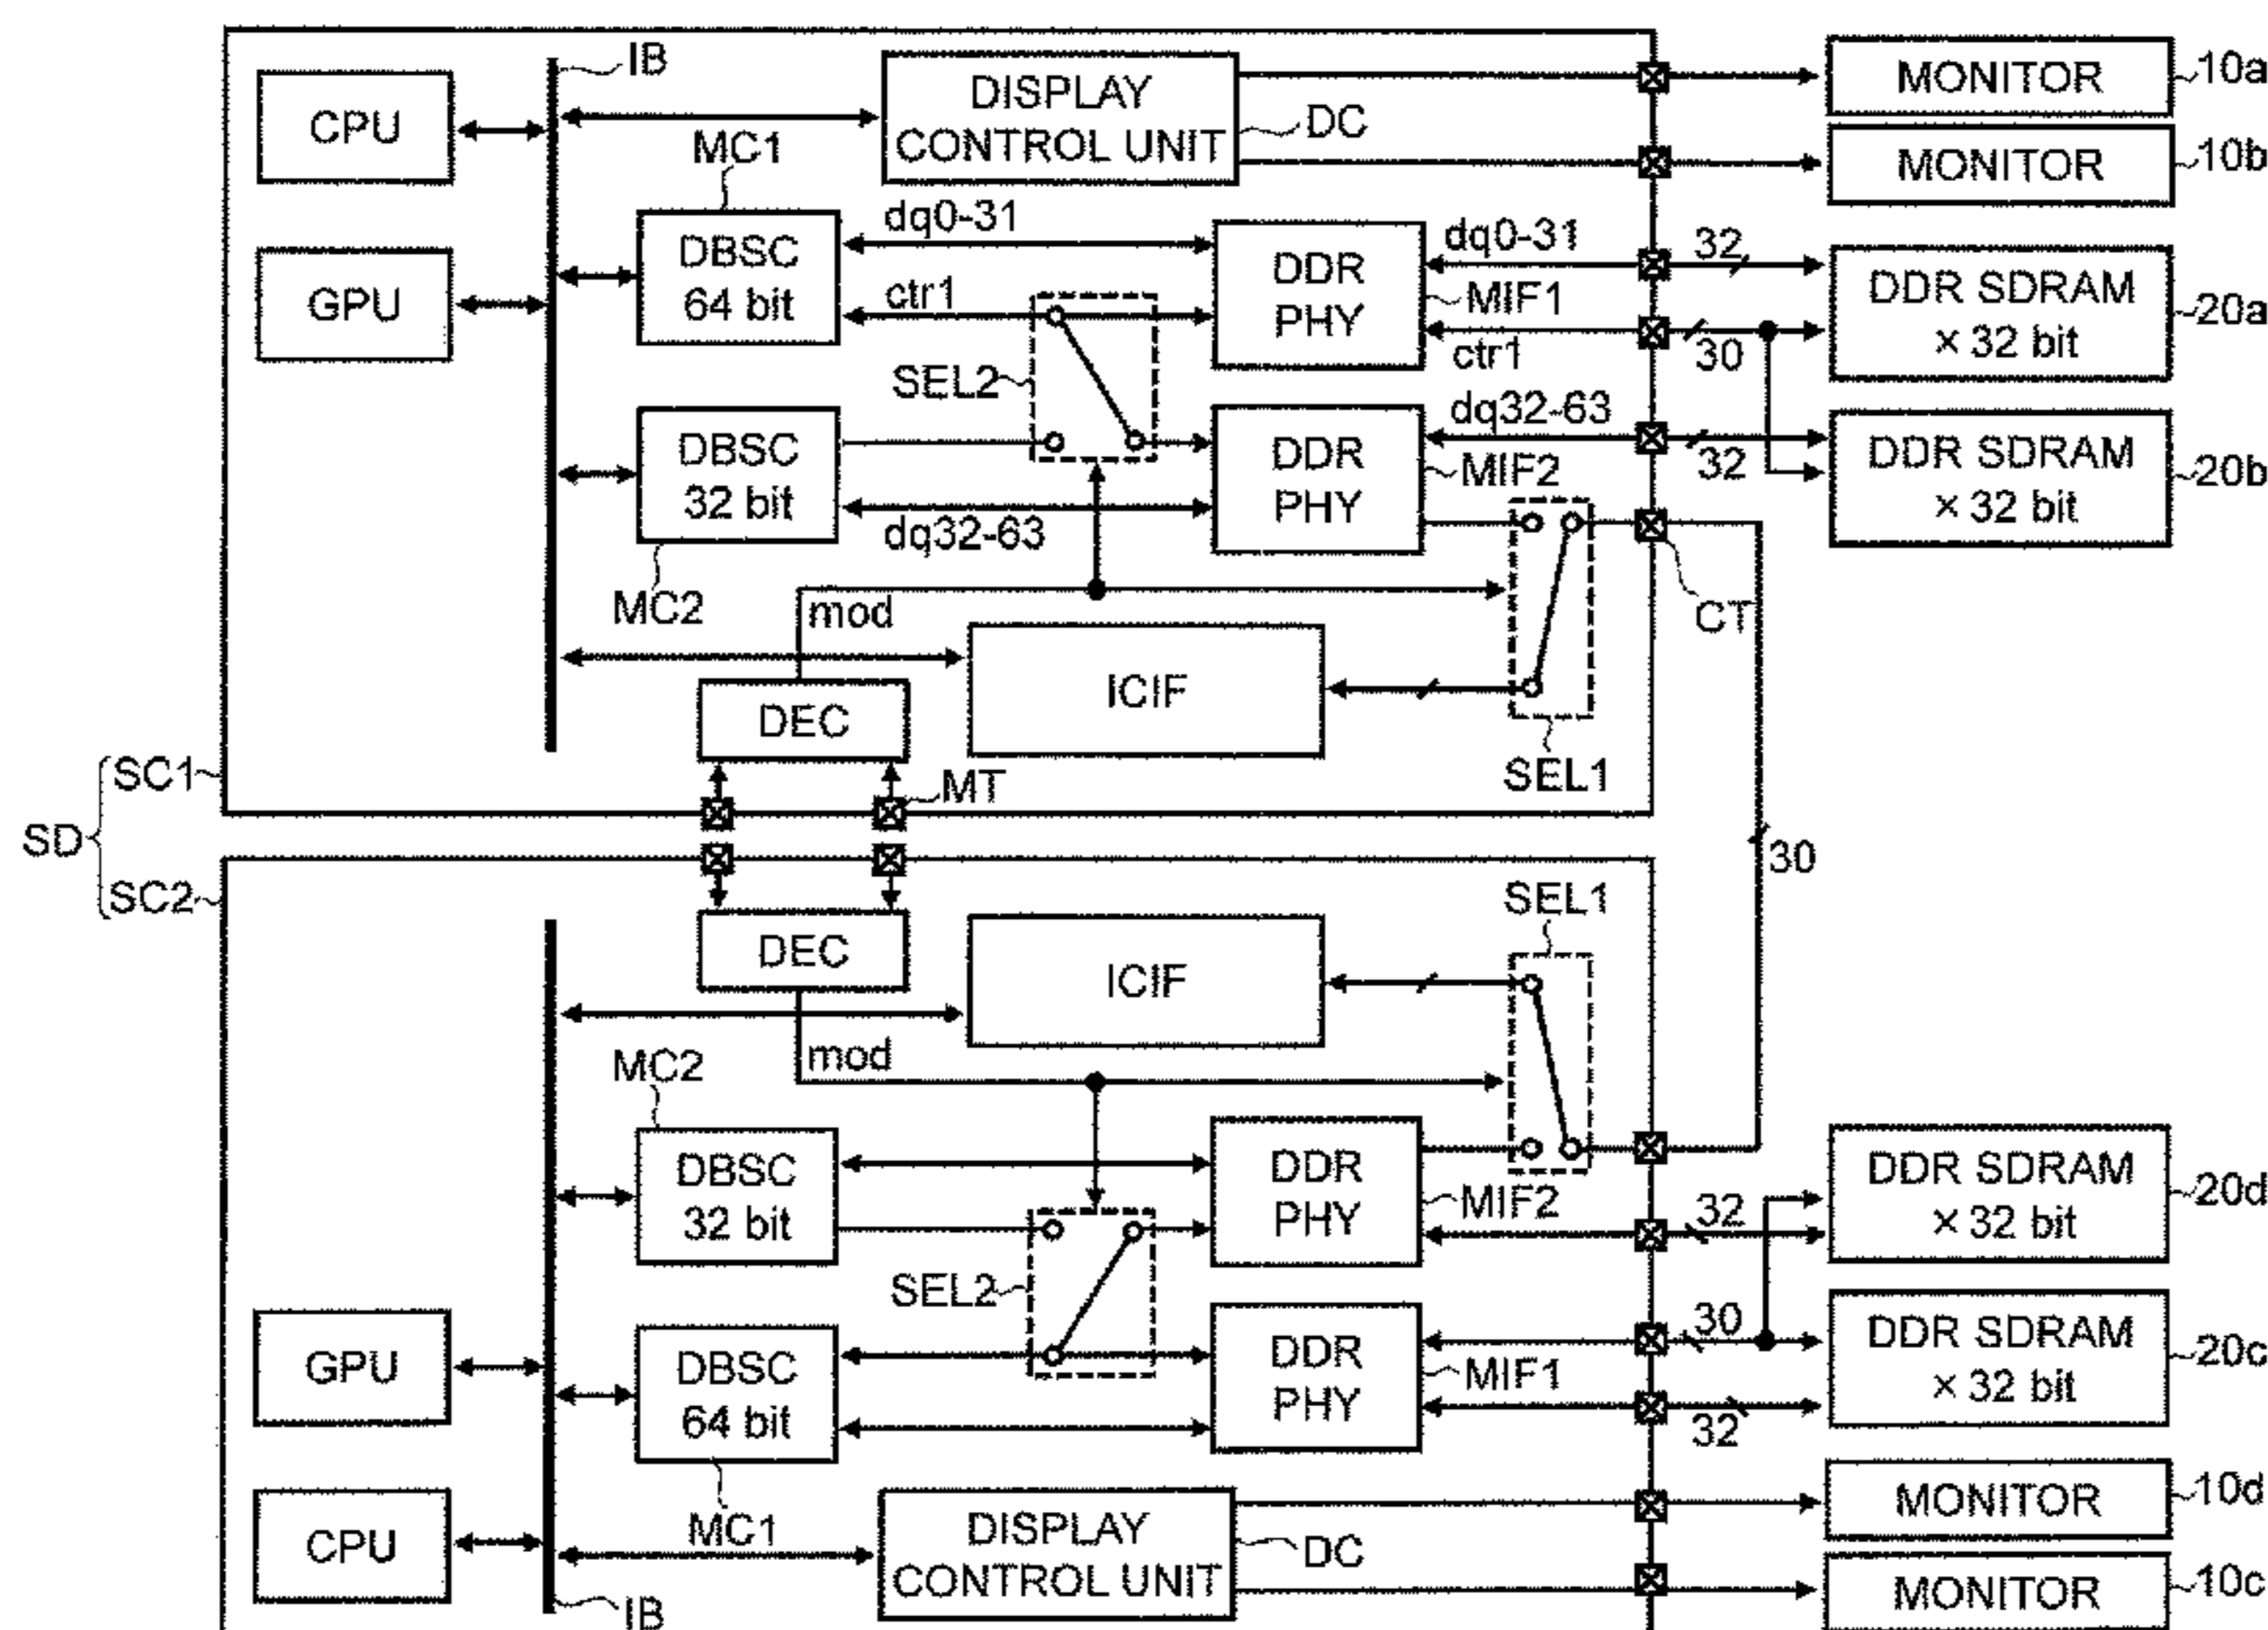 IB
CPU
DISPLAY
CONTROL UNIT
DC
MONITOR
10a
MONITOR
10b
MC1
GPU
DBSC
64 bit
dq0-31
ctr1
DDR
PHY
MIF1
dq0-31
32
ctr1
30
DDR SDRAM
× 32 bit
20a
SEL2
DBSC
32 bit
MC2
dq32-63
DDR
PHY
MIF2
dq32-63
32
DDR SDRAM
× 32 bit
20b
CT
mod
ICIF
DEC
SEL1
MT
SD
SC1
SC2
30
DEC
ICIF
SEL1
mod
MC2
DBSC
32 bit
DDR
PHY
MIF2
32
DDR SDRAM
× 32 bit
20d
SEL2
GPU
DBSC
64 bit
MC1
DDR
PHY
MIF1
30
32
DDR SDRAM
× 32 bit
20c
CPU
DISPLAY
CONTROL UNIT
DC
MONITOR
10d
MONITOR
10c
IB